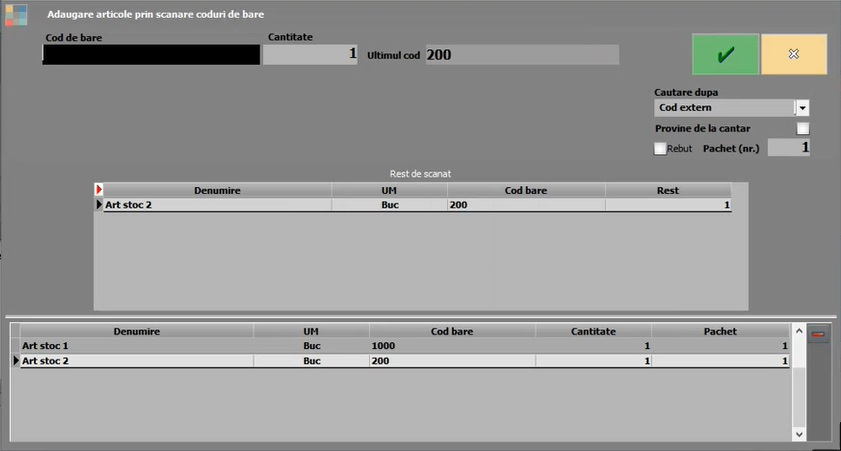 Adaugare articole prin scanare coduri de bare
Cod de bare
Cantitate
1
Ultimul cod
200
Cautare dupa
Cod extern
Provine de la cantar
Rebut
Pachet (nr.)
1
Rest de scanat
Denumire UM Cod bare Rest
Art stoc 2 Buc 200 1
Denumire UM Cod bare Cantitate Pachet
Art stoc 1 Buc 1000 1 1
Art stoc 2 Buc 200 1 1